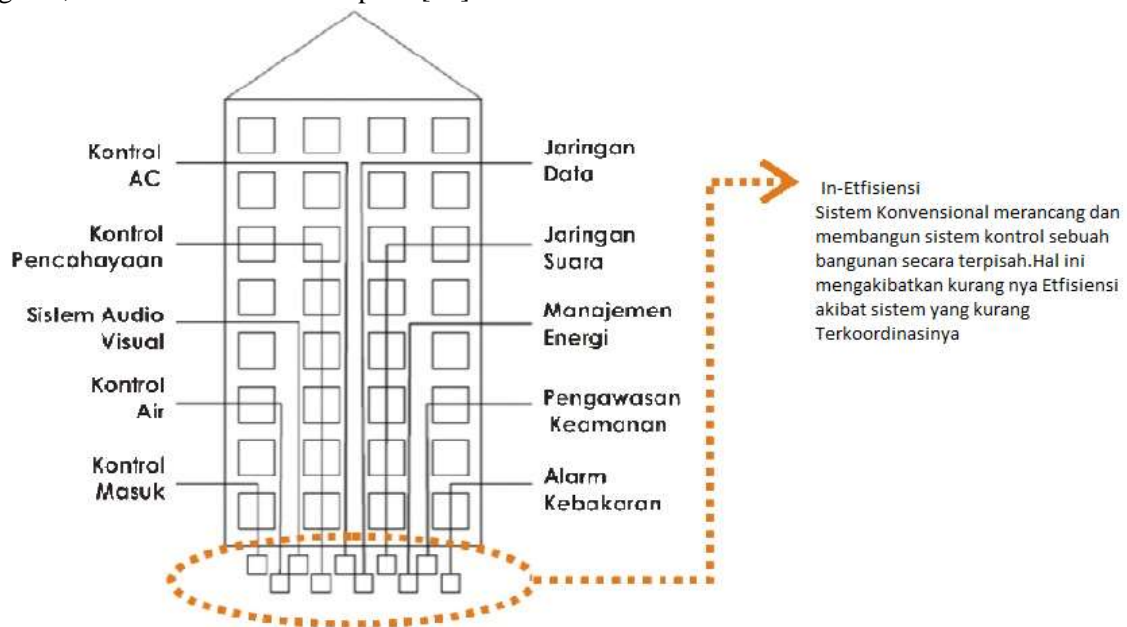 Kontrol
AC
Kontrol
Pencahayaan
Sistem Audio
Visual
Kontrol
Air
Kontrol
Masuk
Jaringan
Data
Jaringan
Suara
Manajemen
Energi
Pengawasan
Keamanan
Alarm
Kebakaran
In-Etfisiensi
Sistem Konvensional merancang dan
membangun sistem kontrol sebuah
bangunan secara terpisah.Hal ini
mengakibatkan kurang nya Etfisiensi
akibat sistem yang kurang
Terkoordinasinya